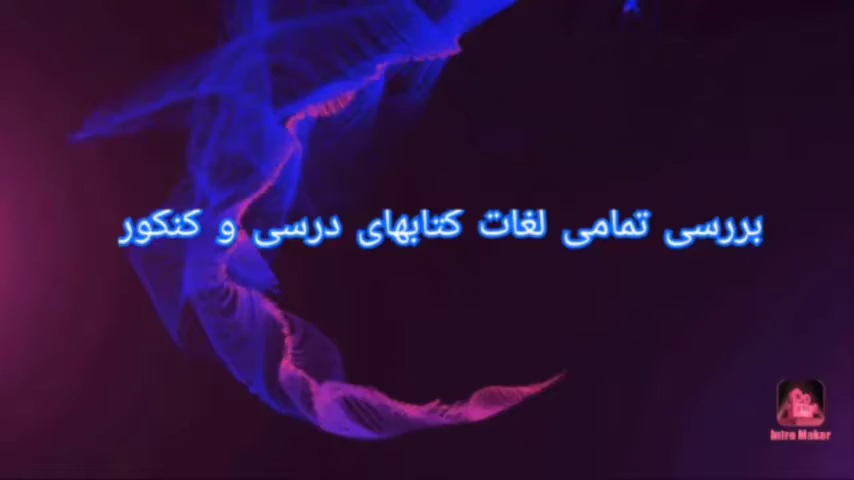 بررسی تمامی لغات کتابهای درسی و کنکور
Intro Maker